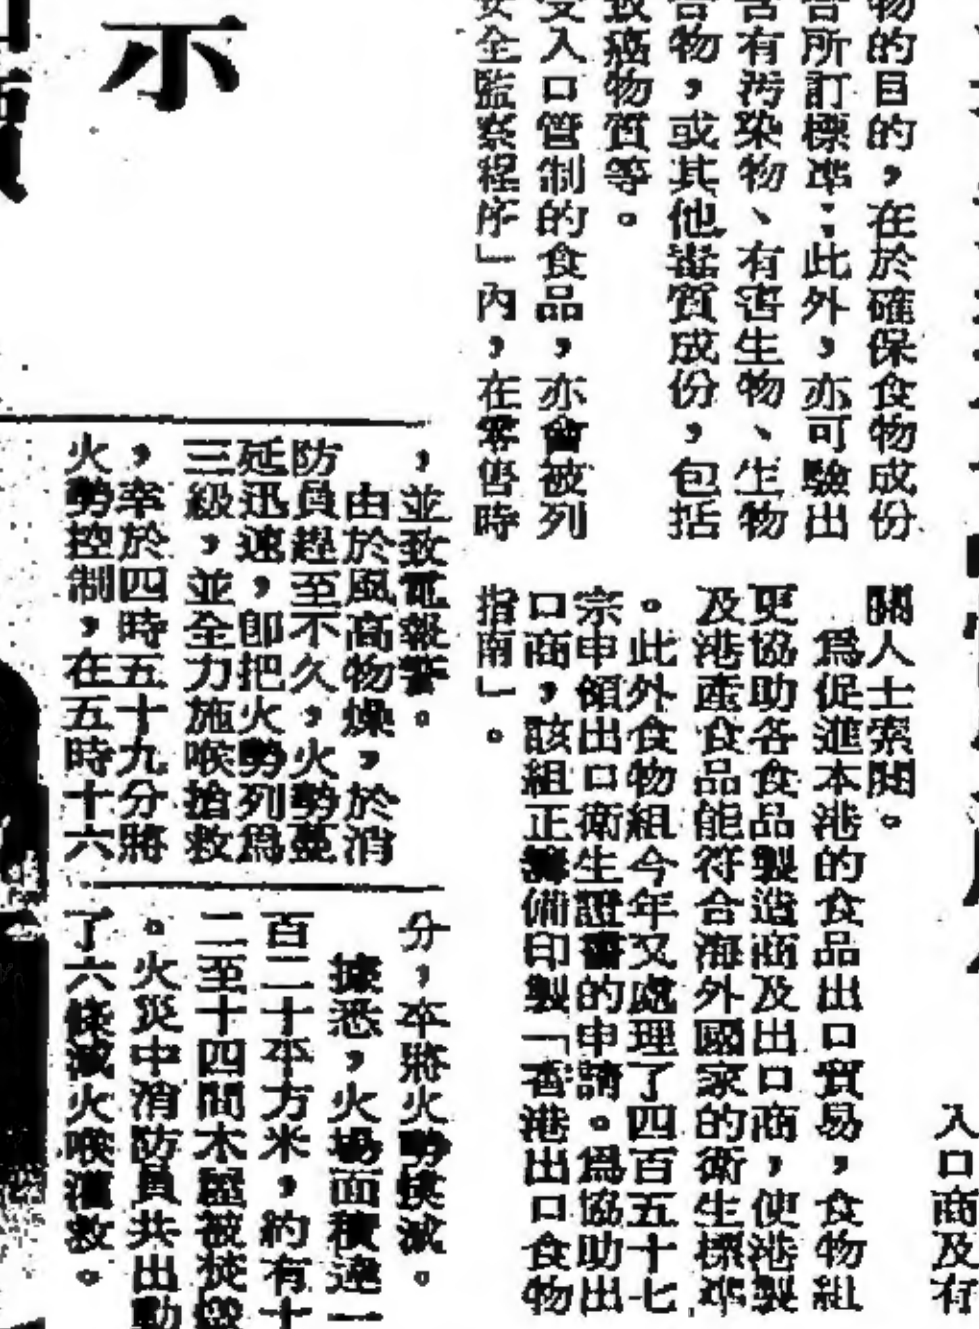 物的目的，在於確保食物成份
合所訂標準；此外，亦可驗出
含有污染物、有害生物、生物
物，或其他毒質成份，包括
致癌物質等。
受入口管制的食品，亦會被列
安全監察程序」內，在零售時
入口商及有
關人士索閱。
為促進本港的食品出口貿易，食物組
更協助各食品製造商及出口商，使港製
及港產食品能符合海外國家的衛生標準
。此外食物組今年又處理了四百五十七
宗申領出口衛生證書的申請。為協助出
口商，該組正籌備印製「香港出口食物
指南」。
示
，並致電報警。
由於風高物燥，於消
防員趕至不久，火勢蔓
延迅速，即把火勢列為
三級，並全力施喉搶救
，率於四時五十九分將
火勢控制，在五時十六
分，卒將火勢撲滅。
據悉，火場面積達一
百二十平方米，約有十
二至十四間木屋被焚毀
。火災中消防員共出動
了六條滅火喉灌救。